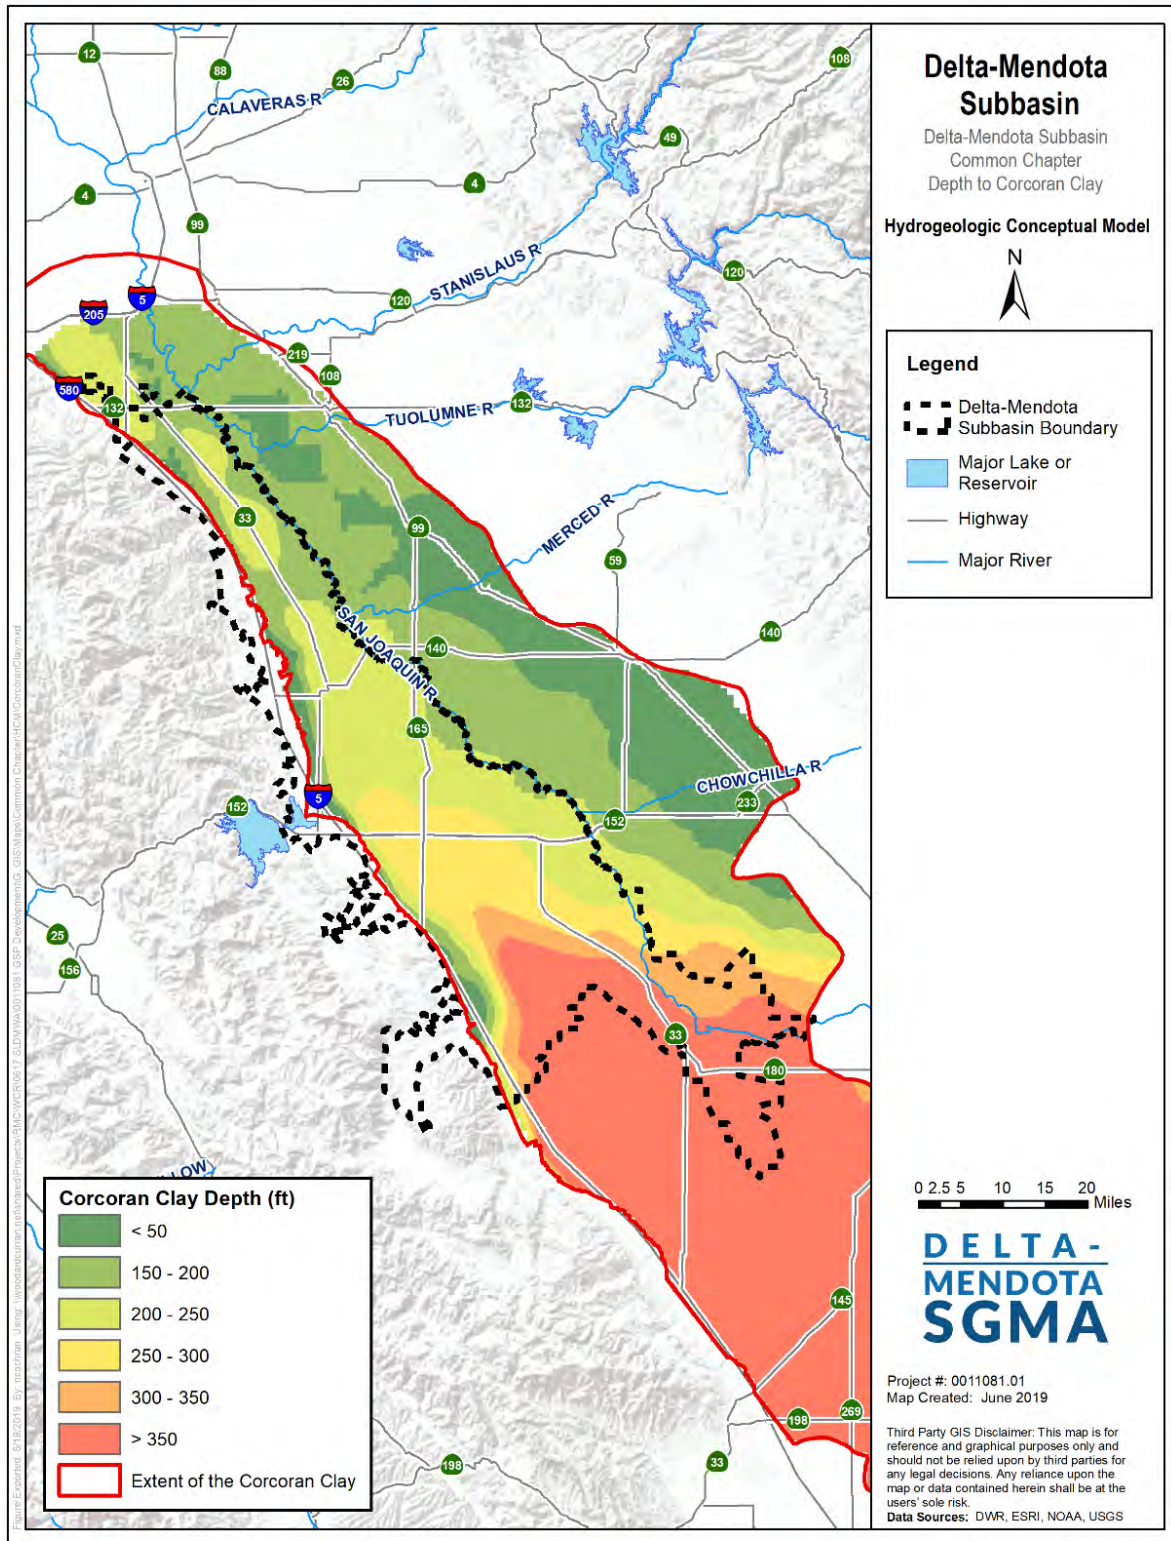 Delta-Mendota
Subbasin
Delta-Mendota Subbasin
Common Chapter
Depth to Corcoran Clay
Hydrogeologic Conceptual Model
N
Legend
Delta-Mendota
Subbasin Boundary
Major Lake or
Reservoir
Highway
Major River
0 2.5 5 10 15 20
Miles
DELTA-
MENDOTA
SGMA
Project #: 0011081.01
Map Created: June 2019
Third Party GIS Disclaimer: This map is for
reference and graphical purposes only and
should not be relied upon by third parties for
any legal decisions. Any reliance upon the
map or data contained herein shall be at the
users' sole risk.
Data Sources: DWR, ESRI, NOAA, USGS
12
88
26
108
CALAVERAS R
49
4
4
99
STANISLAUS R
120
120
5
205
219
108
580
132
TUOLUMNE R
132
33
99
MERCED R
59
SAN JOAQUIN R
140
140
165
CHOWCHILLA R
233
5
152
152
25
156
33
180
LLOW
145
269
198
33
198
Corcoran Clay Depth (ft)
< 50
150 - 200
200 - 250
250 - 300
300 - 350
> 350
Extent of the Corcoran Clay